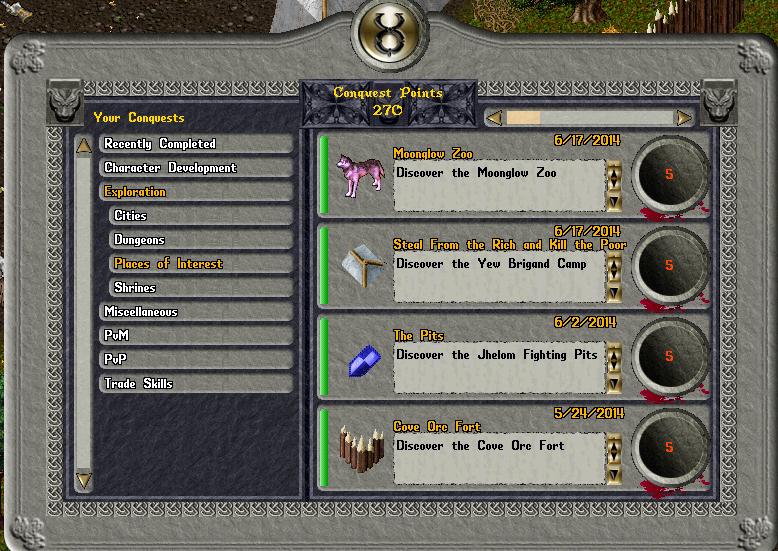 Conquest Points
270
Your Conquests
Recently Completed
Character Development
Exploration
Cities
Dungeons
Places of Interest
Shrines
Miscellaneous
PvM
PvP
Trade Skills
6/17/2014
Moonglow Zoo
Discover the Moonglow Zoo
5
6/17/2014
Steal From the Rich and Kill the Poor
Discover the Yew Brigand Camp
5
6/2/2014
The Pits
Discover the Jhelom Fighting Pits
5
5/24/2014
Cove Orc Fort
Discover the Cove Orc Fort
5